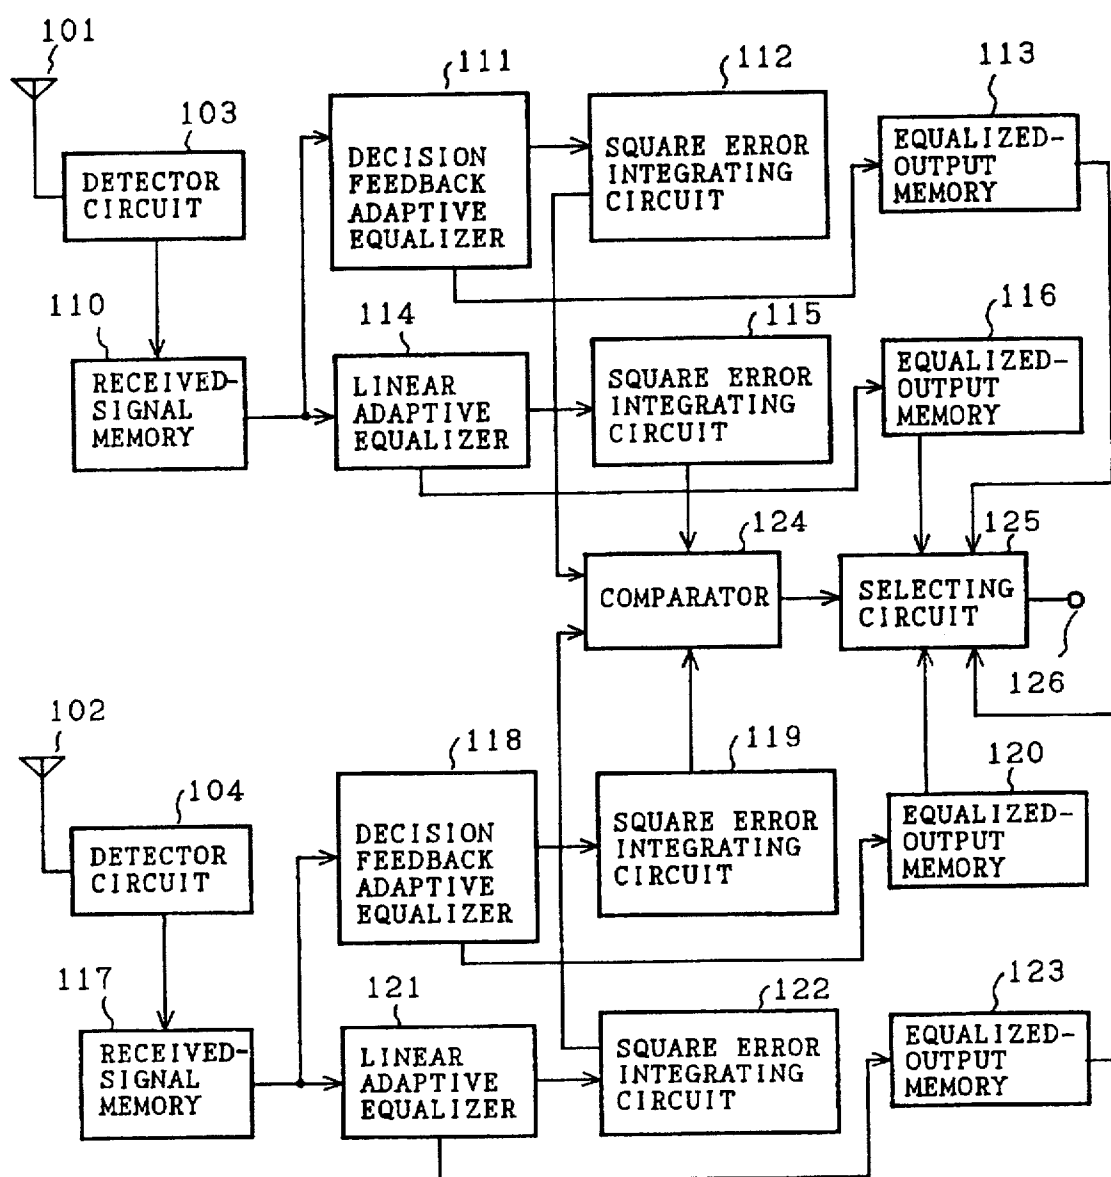 101
103
DETECTOR
CIRCUIT
110
RECEIVED-
SIGNAL
MEMORY
111
DECISION
FEEDBACK
ADAPTIVE
EQUALIZER
112
SQUARE ERROR
INTEGRATING
CIRCUIT
113
EQUALIZED-
OUTPUT
MEMORY
114
LINEAR
ADAPTIVE
EQUALIZER
115
SQUARE ERROR
INTEGRATING
CIRCUIT
116
EQUALIZED-
OUTPUT
MEMORY
124
COMPARATOR
125
SELECTING
CIRCUIT
126
102
104
DETECTOR
CIRCUIT
117
RECEIVED-
SIGNAL
MEMORY
118
DECISION
FEEDBACK
ADAPTIVE
EQUALIZER
119
SQUARE ERROR
INTEGRATING
CIRCUIT
120
EQUALIZED-
OUTPUT
MEMORY
121
LINEAR
ADAPTIVE
EQUALIZER
122
SQUARE ERROR
INTEGRATING
CIRCUIT
123
EQUALIZED-
OUTPUT
MEMORY